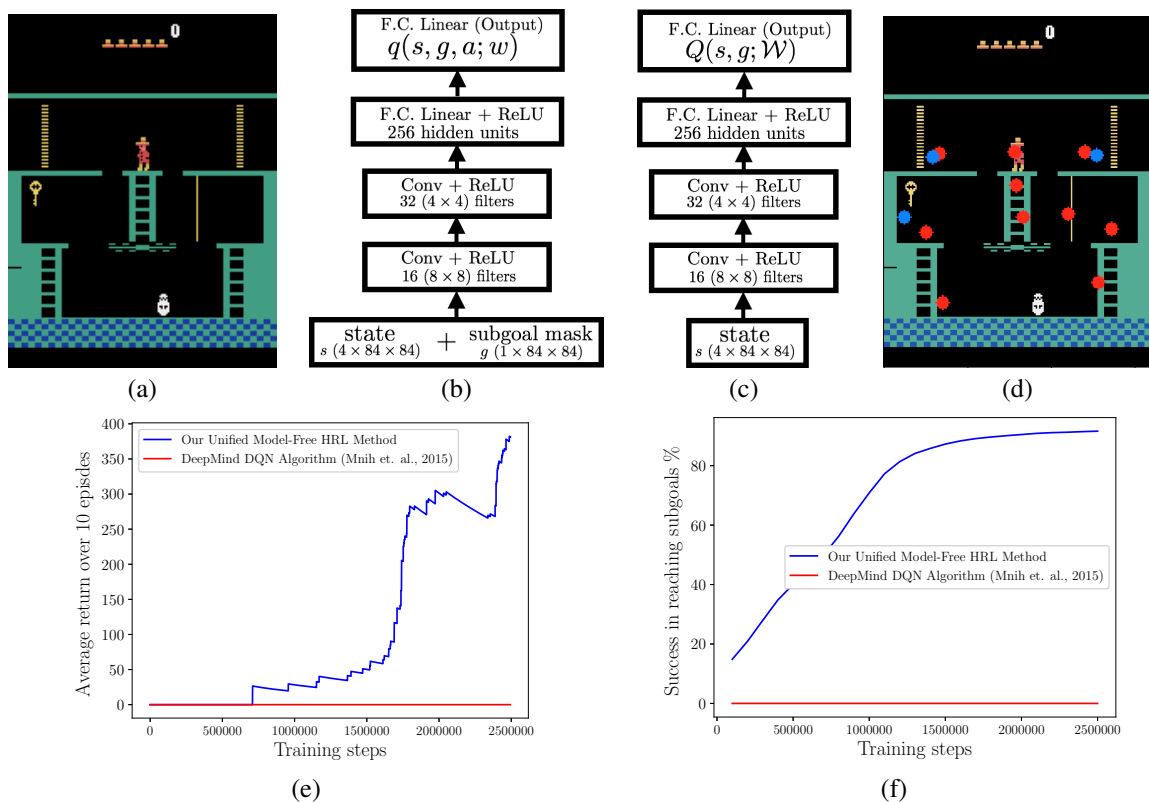 0
(a)
F.C. Linear (Output)
q(s, g, a; w)
F.C. Linear + ReLU
256 hidden units
Conv + ReLU
32 (4 × 4) filters
Conv + ReLU
16 (8 × 8) filters
state + subgoal mask
s (4 × 84 × 84) g (1 × 84 × 84)
(b)
F.C. Linear (Output)
Q(s, g; W)
F.C. Linear + ReLU
256 hidden units
Conv + ReLU
32 (4 × 4) filters
Conv + ReLU
16 (8 × 8) filters
state
s (4 × 84 × 84)
(c)
0
(d)
Average return over 10 episdes
400
350
300
250
200
150
100
50
0
Our Unified Model-Free HRL Method
DeepMind DQN Algorithm (Mnih et. al., 2015)
0 500000 1000000 1500000 2000000 2500000
Training steps
(e)
Success in reaching subgoals %
80
60
40
20
0
Our Unified Model-Free HRL Method
DeepMind DQN Algorithm (Mnih et. al., 2015)
0 500000 1000000 1500000 2000000 2500000
Training steps
(f)